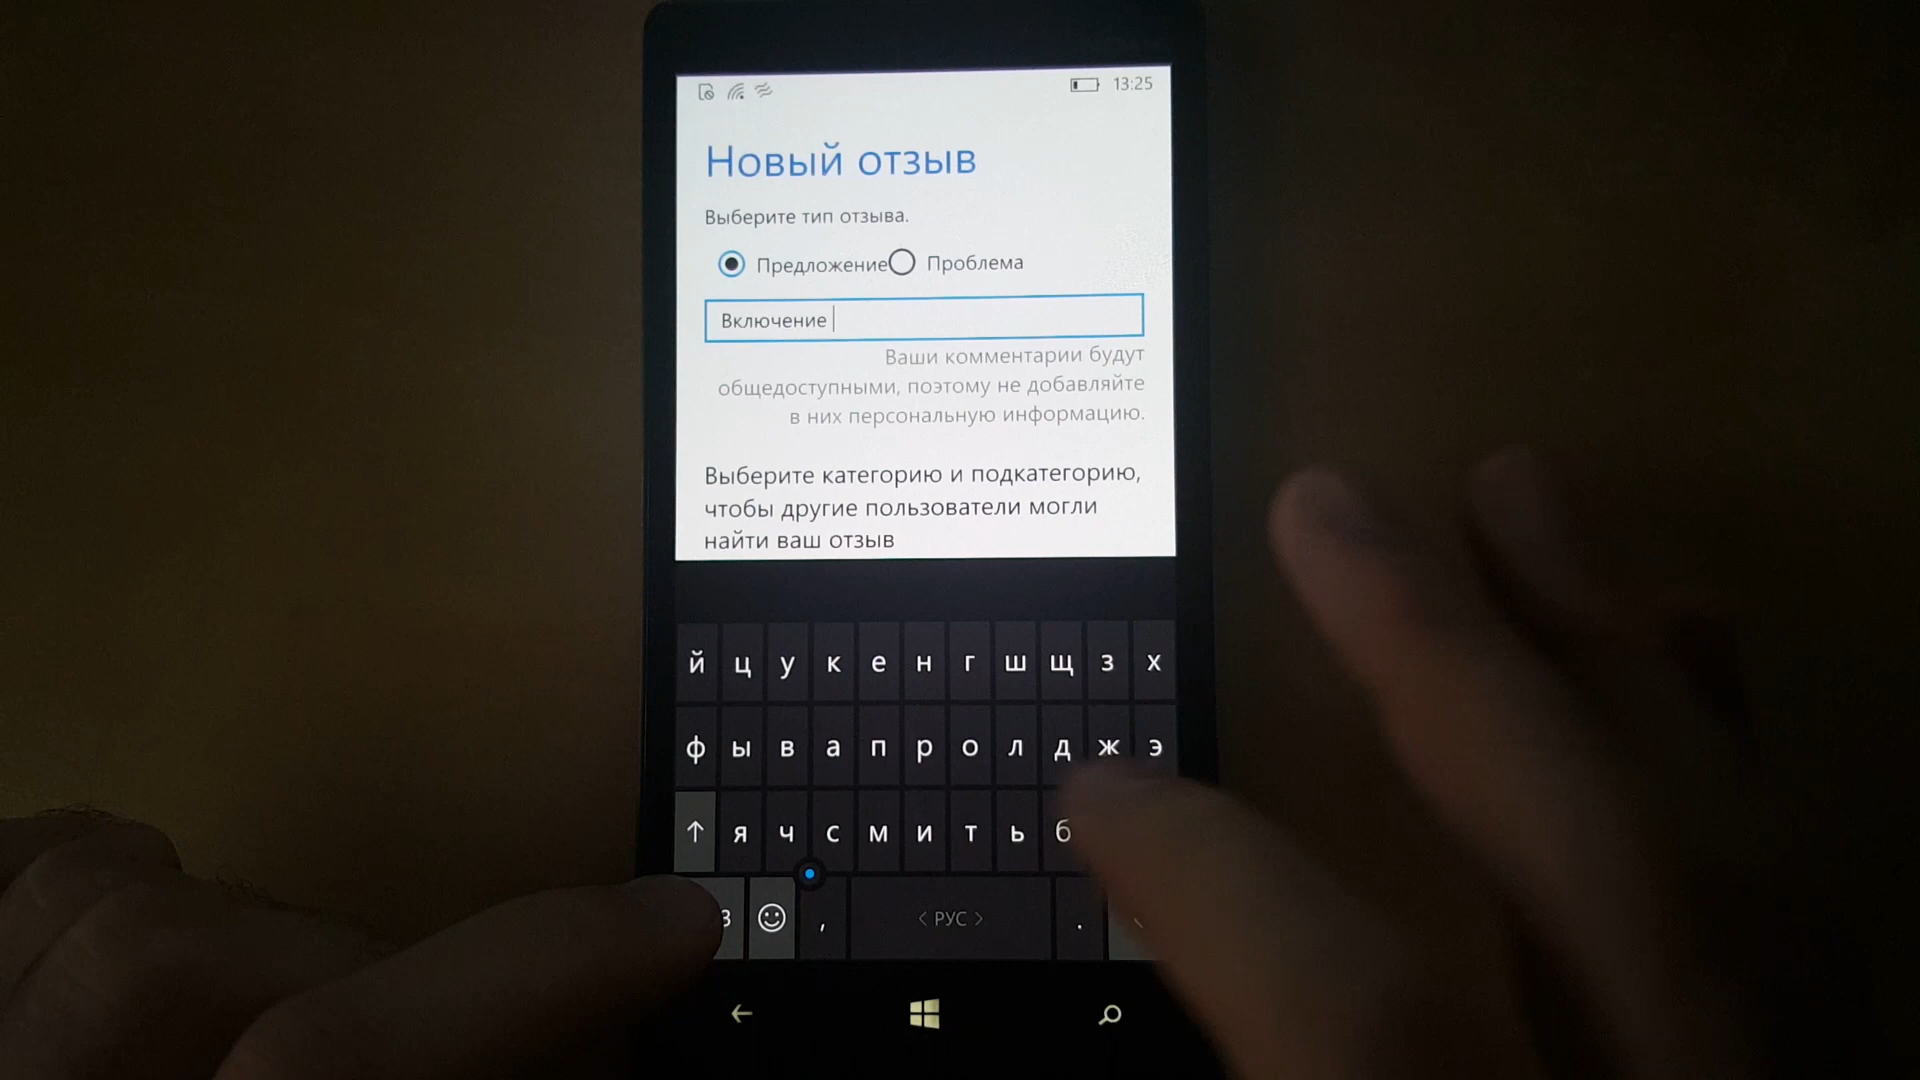 13:25
Новый отзыв
Выберите тип отзыва.
Предложение Проблема
Включение
Ваши комментарии будут
общедоступными, поэтому не добавляйте
в них персональную информацию.
Выберите категорию и подкатегорию,
чтобы другие пользователи могли
найти ваш отзыв
й ц у к е н г ш щ з х
ф ы в а п р о л д ж э
я ч с м и т ь б
, < РУС > .